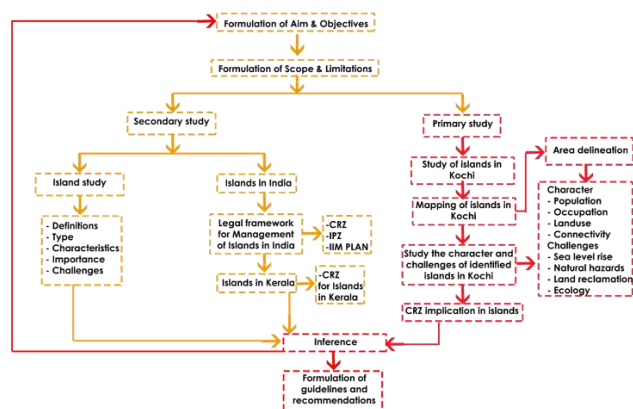 Formulation of Aim & Objectives
Formulation of Scope & Limitations
Secondary study
Primary study
Island study
Islands in India
Study of islands in
Kochi
Area delineation
- Definitions
- Type
- Characteristics
- Importance
- Challenges
Legal framework
for Management
of Islands in India
-CRZ
-IPZ
-IIM PLAN
Mapping of islands in
Kochi
Character
- Population
- Occupation
- Landuse
- Connectivity
Challenges
- Sea level rise
- Natural hazards
- Land reclamation
- Ecology
Islands in Kerala
-CRZ
for Islands
in Kerala
Study the character and
challenges of identified
islands in Kochi
CRZ implication in islands
Inference
Formulation of
guidelines and
recommendations